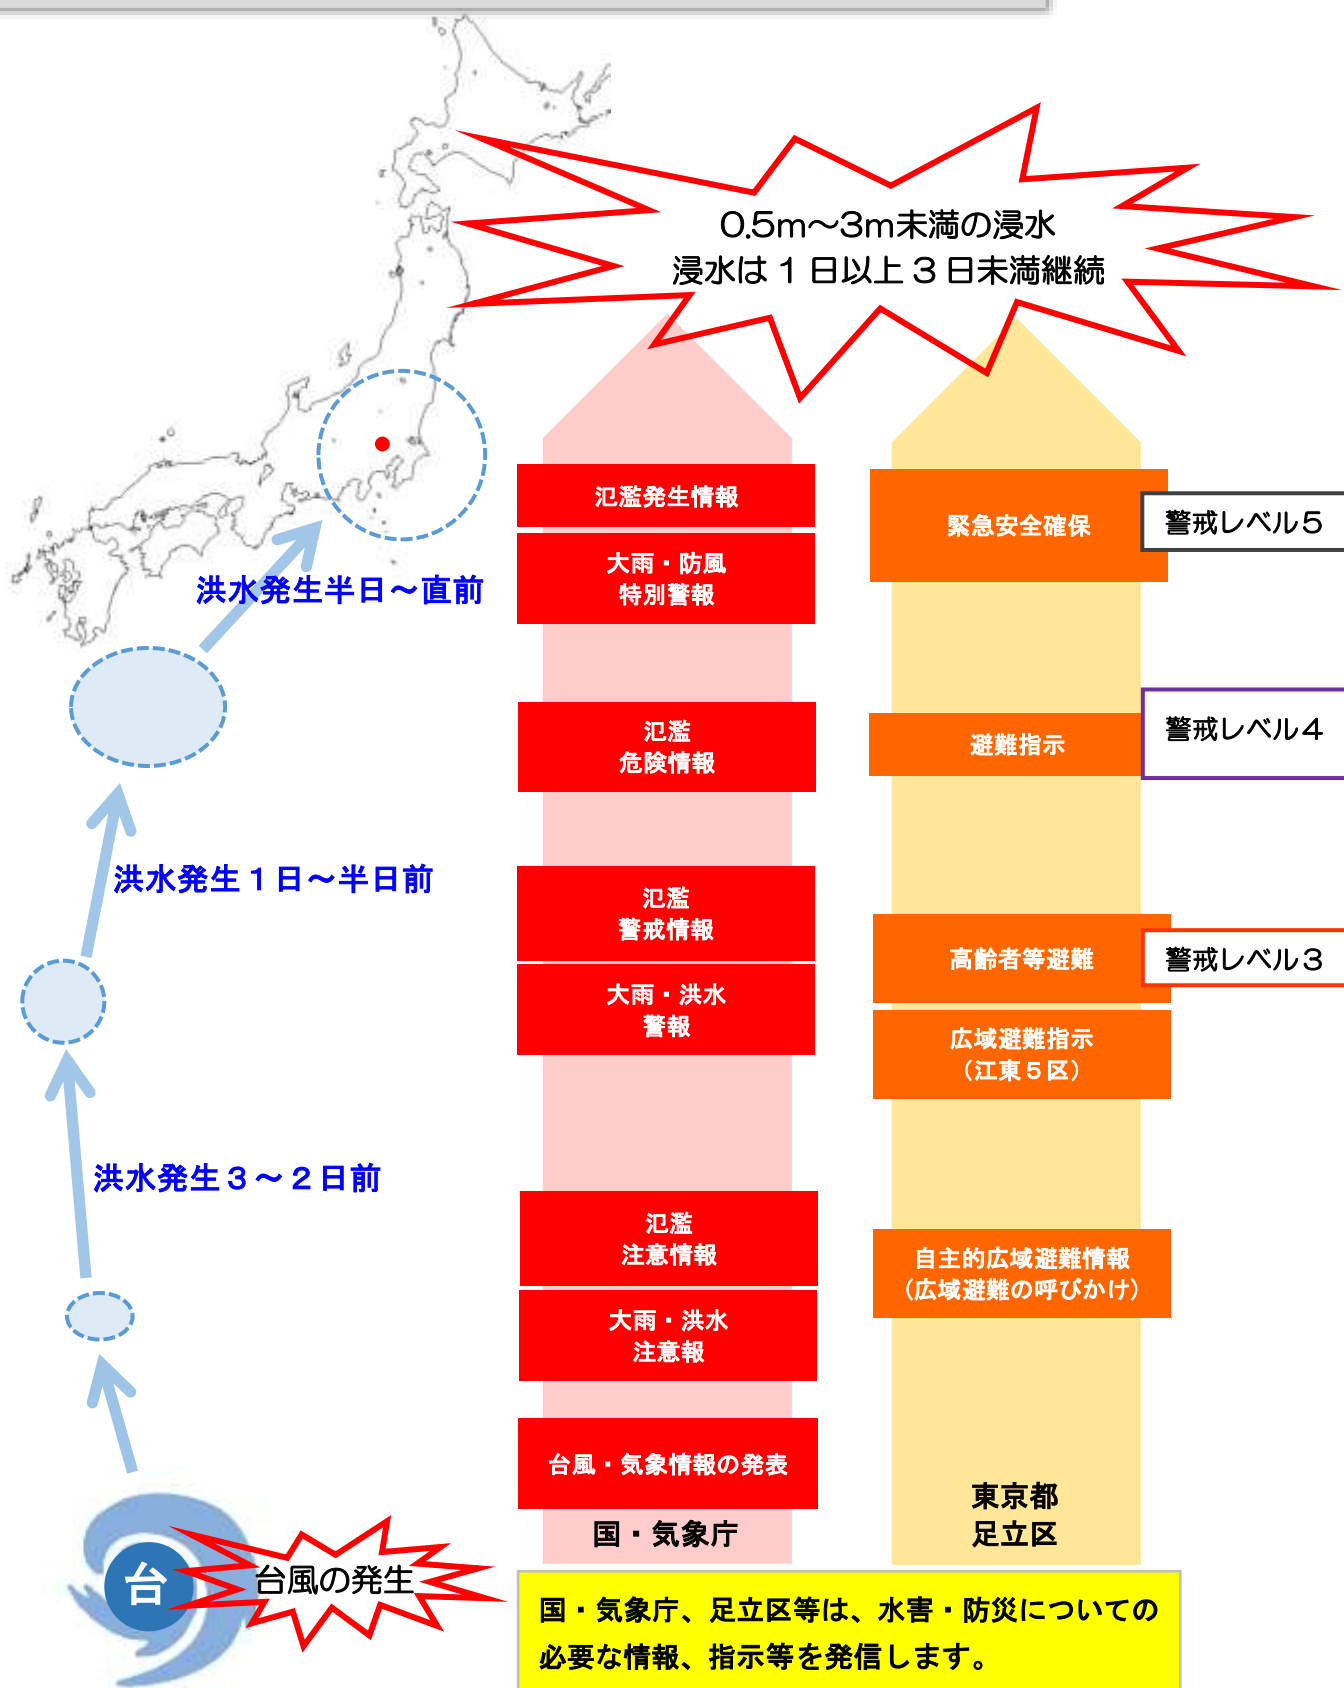 0.5m～3m未満の浸水
浸水は１日以上３日未満継続
氾濫発生情報
大雨・防風
特別警報
緊急安全確保
警戒レベル５
洪水発生半日～直前
氾濫
危険情報
避難指示
警戒レベル４
洪水発生１日～半日前
氾濫
警戒情報
大雨・洪水
警報
高齢者等避難
警戒レベル３
広域避難指示
（江東５区）
洪水発生３～２日前
氾濫
注意情報
大雨・洪水
注意報
自主的広域避難情報
（広域避難の呼びかけ）
台風・気象情報の発表
国・気象庁
東京都
足立区
台
台風の発生
国・気象庁、足立区等は、水害・防災についての
必要な情報、指示等を発信します。